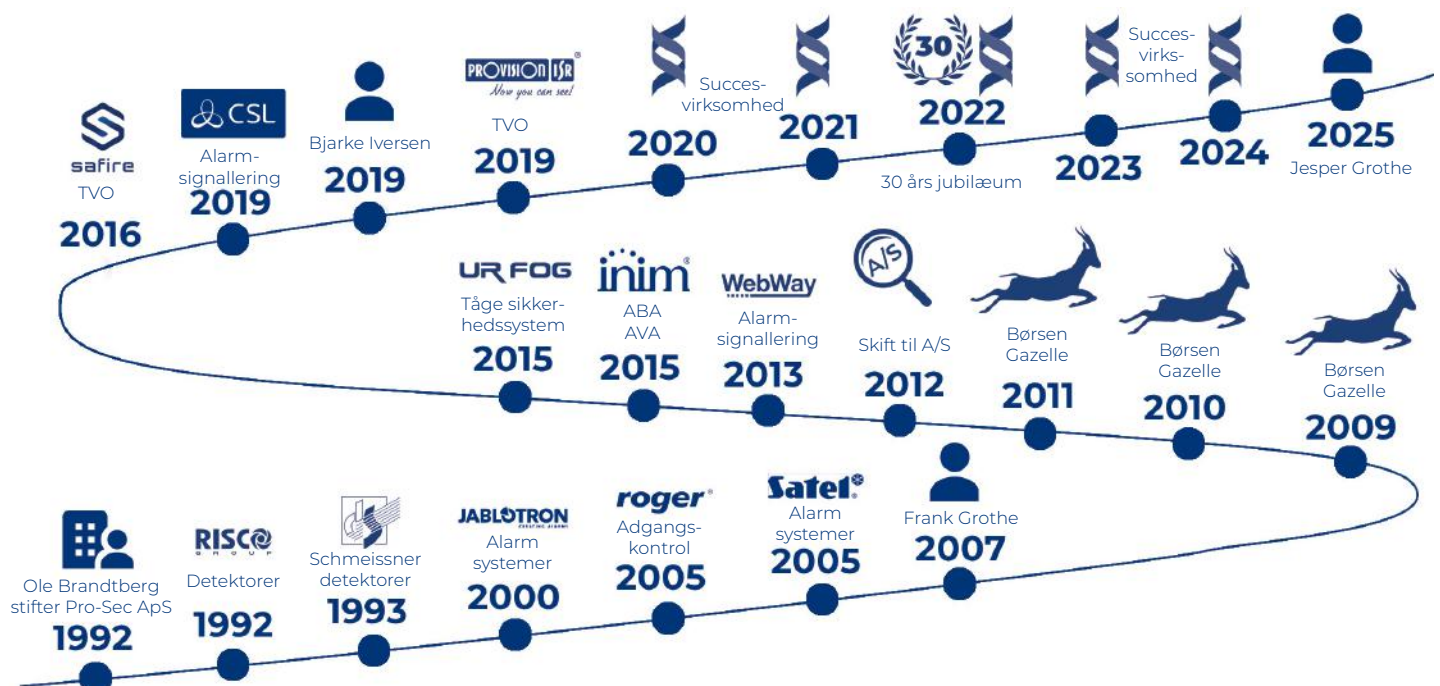 safire
TVO
2016
CSL
Alarm-
signallering
2019
Bjarke Iversen
2019
PROVISION ISR®
Now you can see!
TVO
2019
2020
Succes-
virksomhed
2021
30
2022
30 års jubilæum
2023
Succes-
virks-
somhed
2024
2025
Jesper Grothe
UR FOG
Tåge sikker-
hedssystem
2015
inim®
ABA
AVA
2015
WebWay
Alarm-
signallering
2013
A/S
Skift til A/S
2012
Børsen
Gazelle
2011
Børsen
Gazelle
2010
Børsen
Gazelle
2009
Ole Brandtberg
stifter Pro-Sec ApS
1992
RISCO
GROUP
Detektorer
1992
Schmeissner
detektorer
1993
JABLOTRON
CREATING ALARMS
Alarm
systemer
2000
roger®
Adgangs-
kontrol
2005
Satel®
Alarm
systemer
2005
Frank Grothe
2007